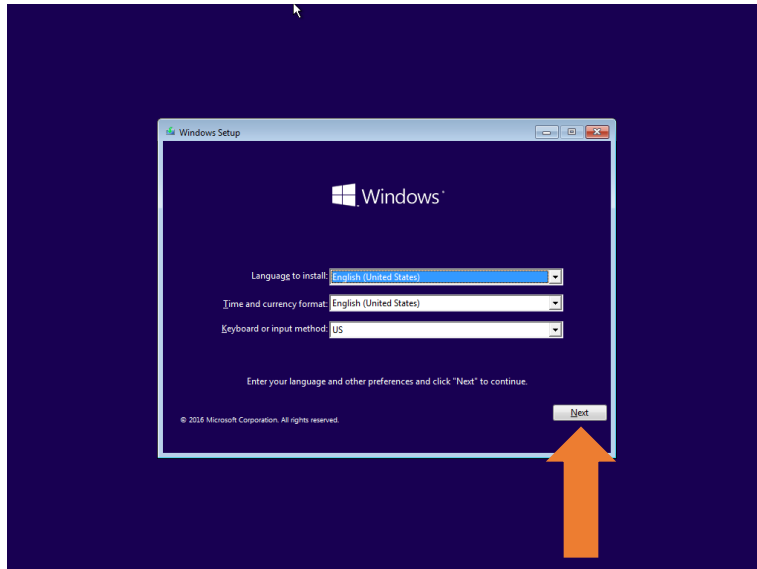 Windows Setup
Windows
Language to install: English (United States)
Time and currency format: English (United States)
Keyboard or input method: US
Enter your language and other preferences and click "Next" to continue.
Next
© 2016 Microsoft Corporation. All rights reserved.